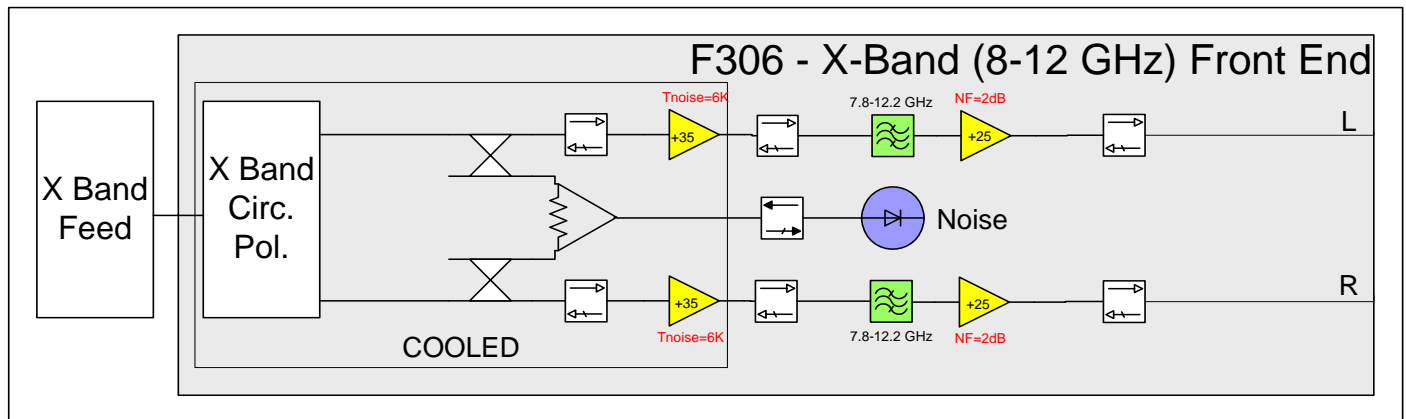 F306 - X-Band (8-12 GHz) Front End
X Band
Feed
X Band
Circ.
Pol.
Tnoise=6K
+35
7.8-12.2 GHz
NF=2dB
+25
L
Noise
+35
Tnoise=6K
7.8-12.2 GHz
+25
NF=2dB
R
COOLED